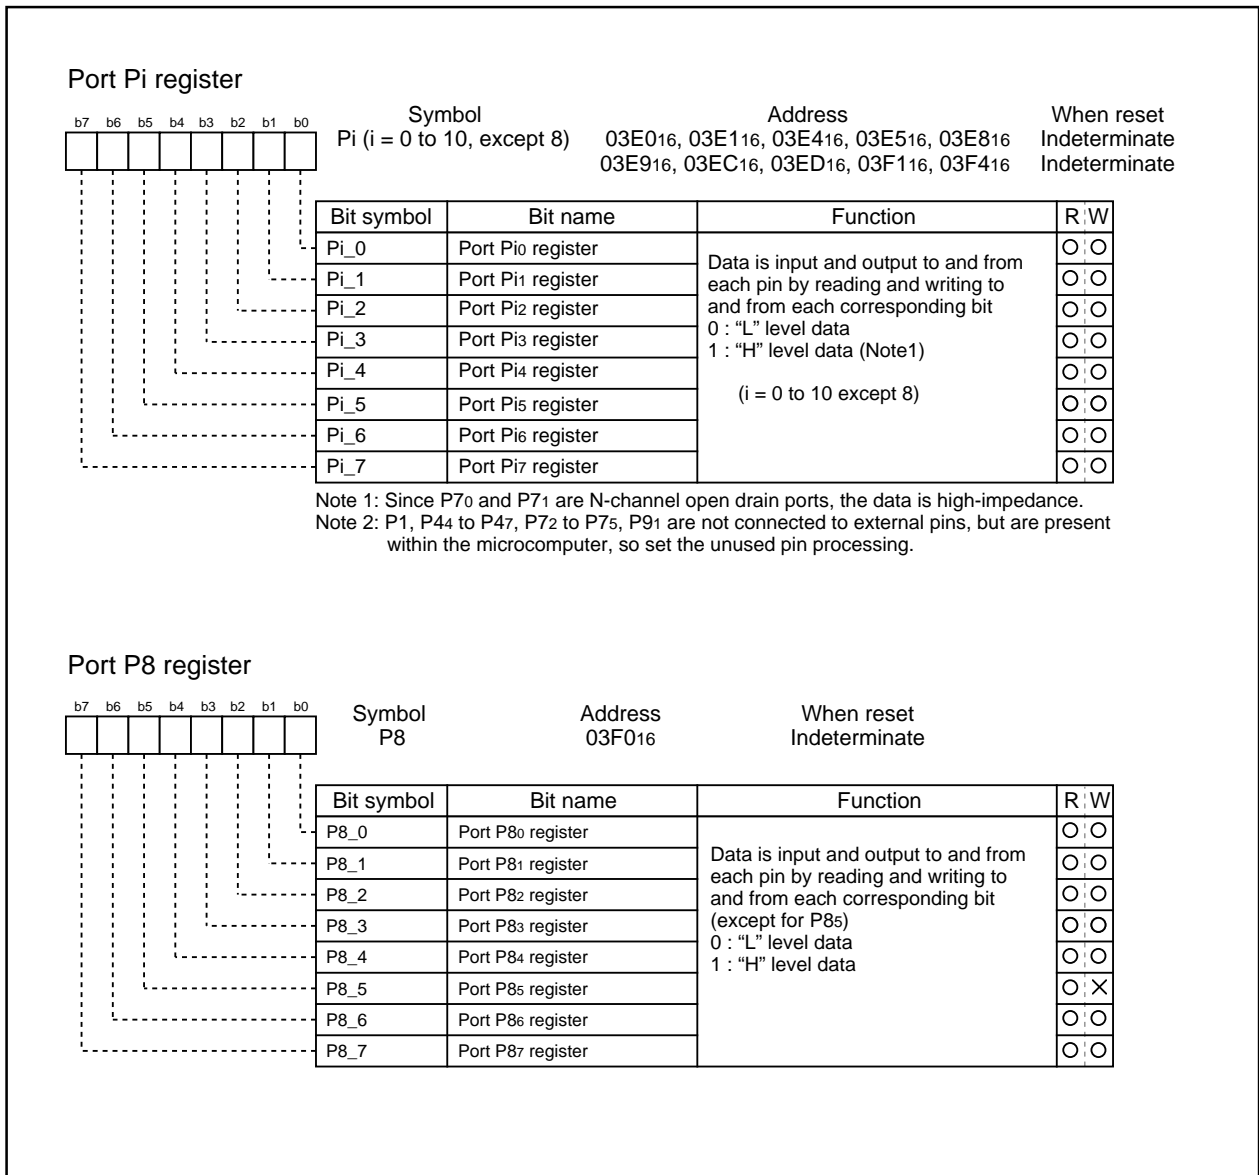 Port Pi register
b7 b6 b5 b4 b3 b2 b1 b0
Symbol Address When reset
Pi (i = 0 to 10, except 8) 03E016, 03E116, 03E416, 03E516, 03E816 Indeterminate
03E916, 03EC16, 03ED16, 03F116, 03F416 Indeterminate
Bit symbol Bit name Function R W
Pi_0 Port Pi0 register
Pi_1 Port Pi1 register
Pi_2 Port Pi2 register
Pi_3 Port Pi3 register
Pi_4 Port Pi4 register
Pi_5 Port Pi5 register
Pi_6 Port Pi6 register
Pi_7 Port Pi7 register
Data is input and output to and from
each pin by reading and writing to
and from each corresponding bit
0 : “L” level data
1 : “H” level data (Note1)
(i = 0 to 10 except 8)
Note 1: Since P70 and P71 are N-channel open drain ports, the data is high-impedance.
Note 2: P1, P44 to P47, P72 to P75, P91 are not connected to external pins, but are present
within the microcomputer, so set the unused pin processing.
Port P8 register
b7 b6 b5 b4 b3 b2 b1 b0
Symbol Address When reset
P8 03F016 Indeterminate
Bit symbol Bit name Function R W
P8_0 Port P80 register
P8_1 Port P81 register
P8_2 Port P82 register
P8_3 Port P83 register
P8_4 Port P84 register
P8_5 Port P85 register
P8_6 Port P86 register
P8_7 Port P87 register
Data is input and output to and from
each pin by reading and writing to
and from each corresponding bit
(except for P85)
0 : “L” level data
1 : “H” level data